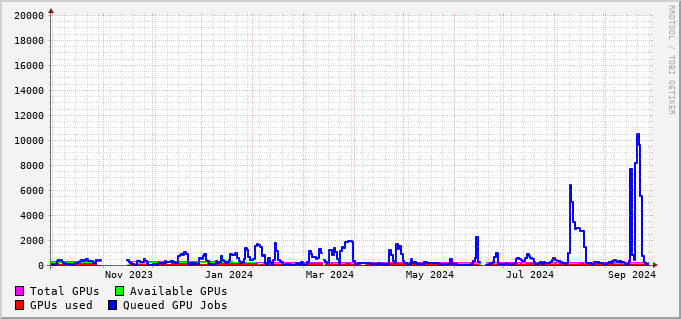 20000
18000
16000
14000
12000
10000
8000
6000
4000
2000
0
Nov 2023 Jan 2024 Mar 2024 May 2024 Jul 2024 Sep 2024
Total GPUs Available GPUs
GPUs used Queued GPU Jobs
RRDTOOL / TOBI OETIKER